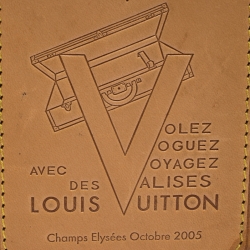 VOLEZ
VOGUEZ
VOYAGEZ
AVEC
DES VALISES
LOUIS VUITTON
Champs Elysées Octobre 2005